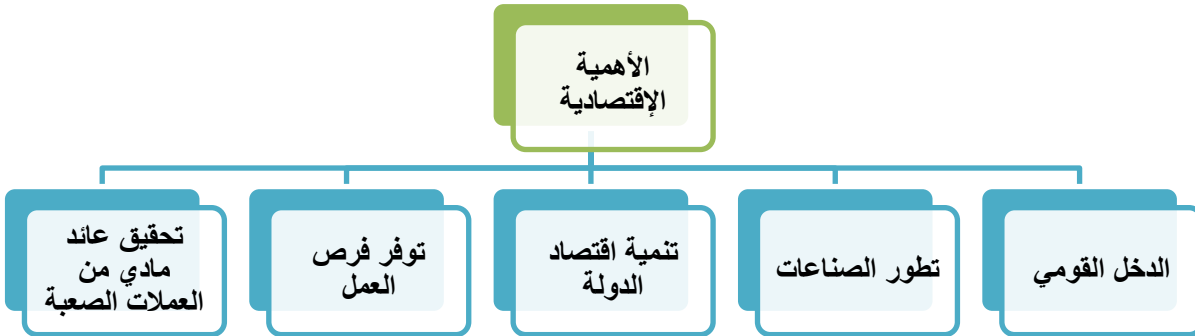 الأهمية
الإقتصادية
الدخل القومي
تطور الصناعات
تنمية اقتصاد
الدولة
توفر فرص
العمل
تحقيق عائد
مادي من
العملات الصعبة